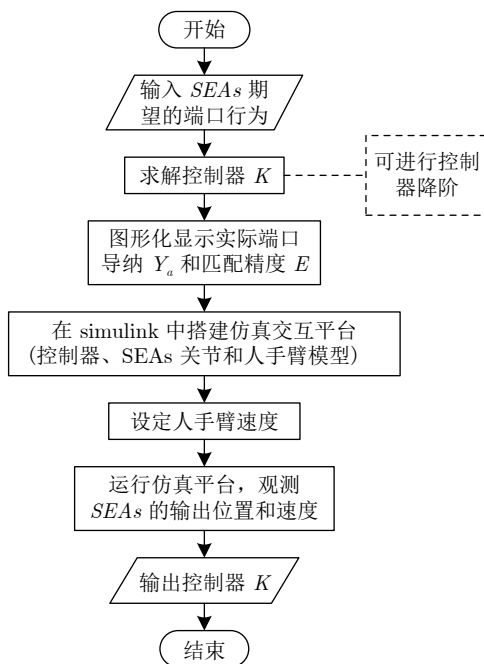 开始
输入 SEAs 期
望的端口行为
求解控制器 K
可进行控制
器降阶
图形化显示实际端口
导纳 Ya 和匹配精度 E
在 simulink 中搭建仿真交互平台
(控制器、SEAs 关节和人手臂模型)
设定人手臂速度
运行仿真平台，观测
SEAs 的输出位置和速度
输出控制器 K
结束